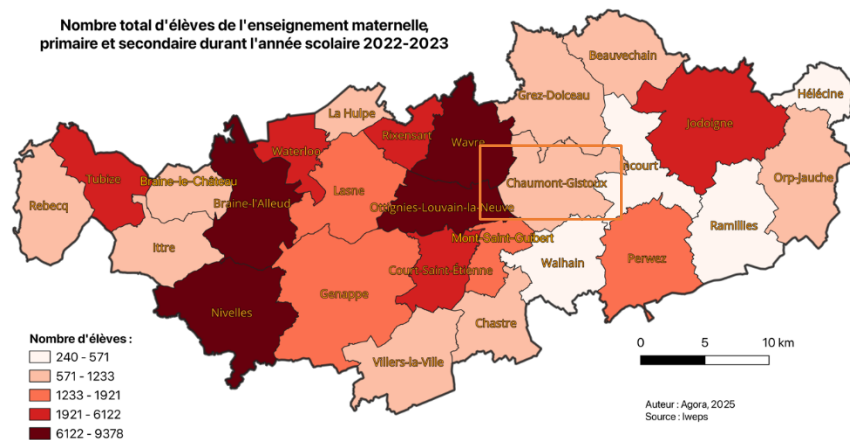 Nombre total d'élèves de l'enseignement maternelle,
primaire et secondaire durant l'année scolaire 2022-2023
Beauvechain
Hélécine
Grez-Doiceau
La Hulpe
Jodoigne
Rixensart
Wavre
Waterloo
Tubize
Braine-le-Château
Incourt
Orp-Jauche
Rebecq
Lasne
Chaumont-Gistoux
Braine-l'Alleud
Ottignies-Louvain-la-Neuve
Ramillies
Ittre
Mont-Saint-Guibert
Walhain
Perwez
Court-Saint-Étienne
Nivelles
Genappe
Chastre
Villers-la-Ville
Nombre d'élèves :
240 - 571
571 - 1233
1233 - 1921
1921 - 6122
6122 - 9378
0 5 10 km
Auteur : Agora, 2025
Source : Iweps